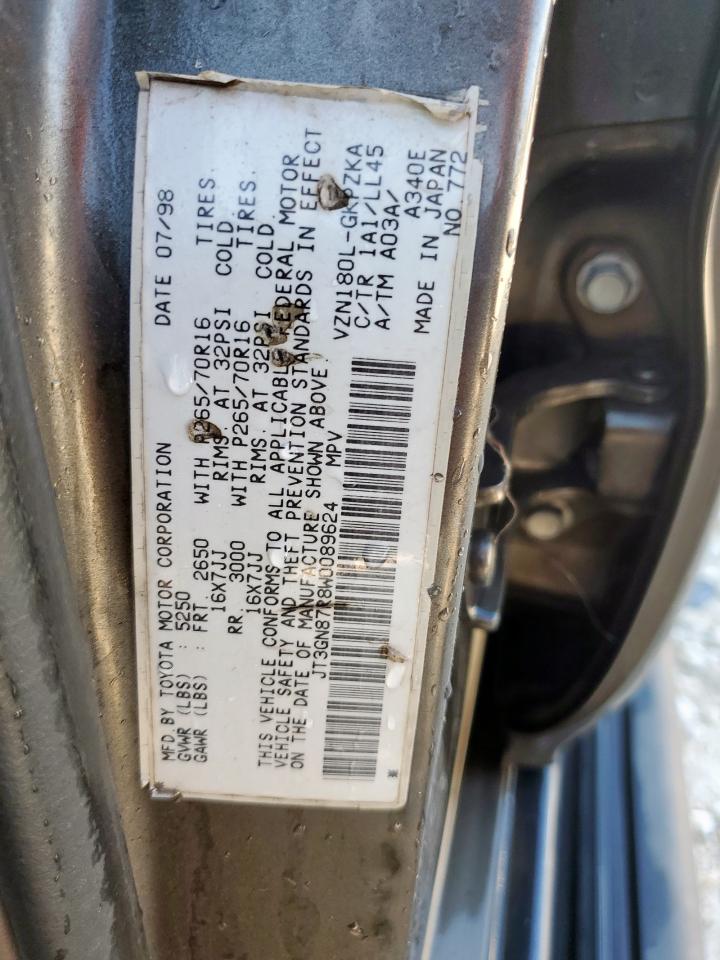 MFD BY TOYOTA MOTOR CORPORATION DATE 07/98
GVWR (LBS) : 5250
GAWR (LBS) : FRT 2650 WITH P265/70R16 TIRES.
16X7JJ RIMS. AT 32PSI COLD
RR 3000 WITH P265/70R16 TIRES.
16X7JJ RIMS. AT 32PSI COLD.
THIS VEHICLE CONFORMS TO ALL APPLICABLE FEDERAL MOTOR
VEHICLE SAFETY AND THEFT PREVENTION STANDARDS IN EFFECT
ON THE DATE OF MANUFACTURE SHOWN ABOVE.
JT3GN87R8W0089624 MPV
VZN180L-
C/TR 1A1/LL45
A/TM A03A/ A340E
MADE IN JAPAN
NO.772